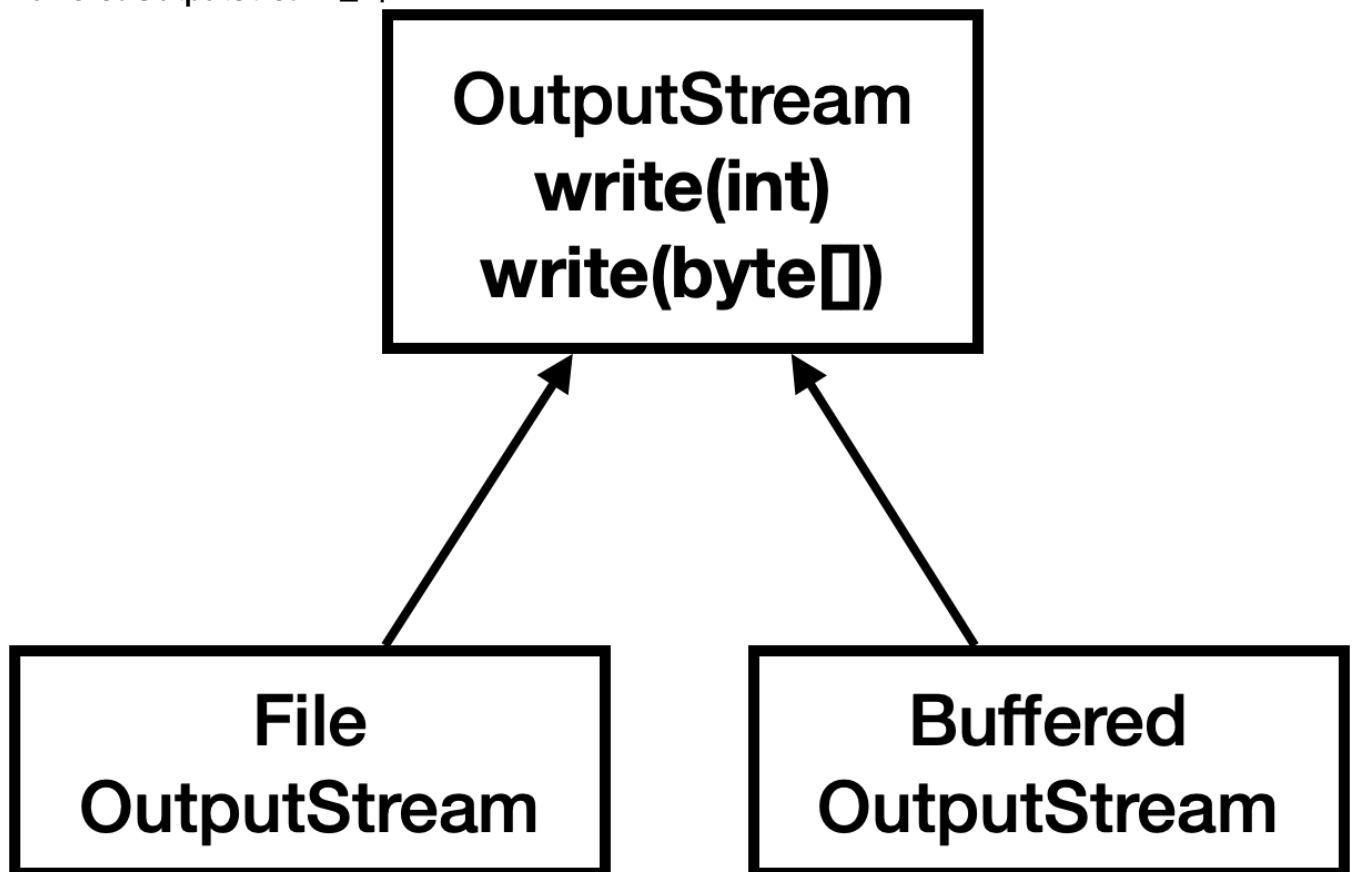 OutputStream
write(int)
write(byte[])
File
OutputStream
Buffered
OutputStream